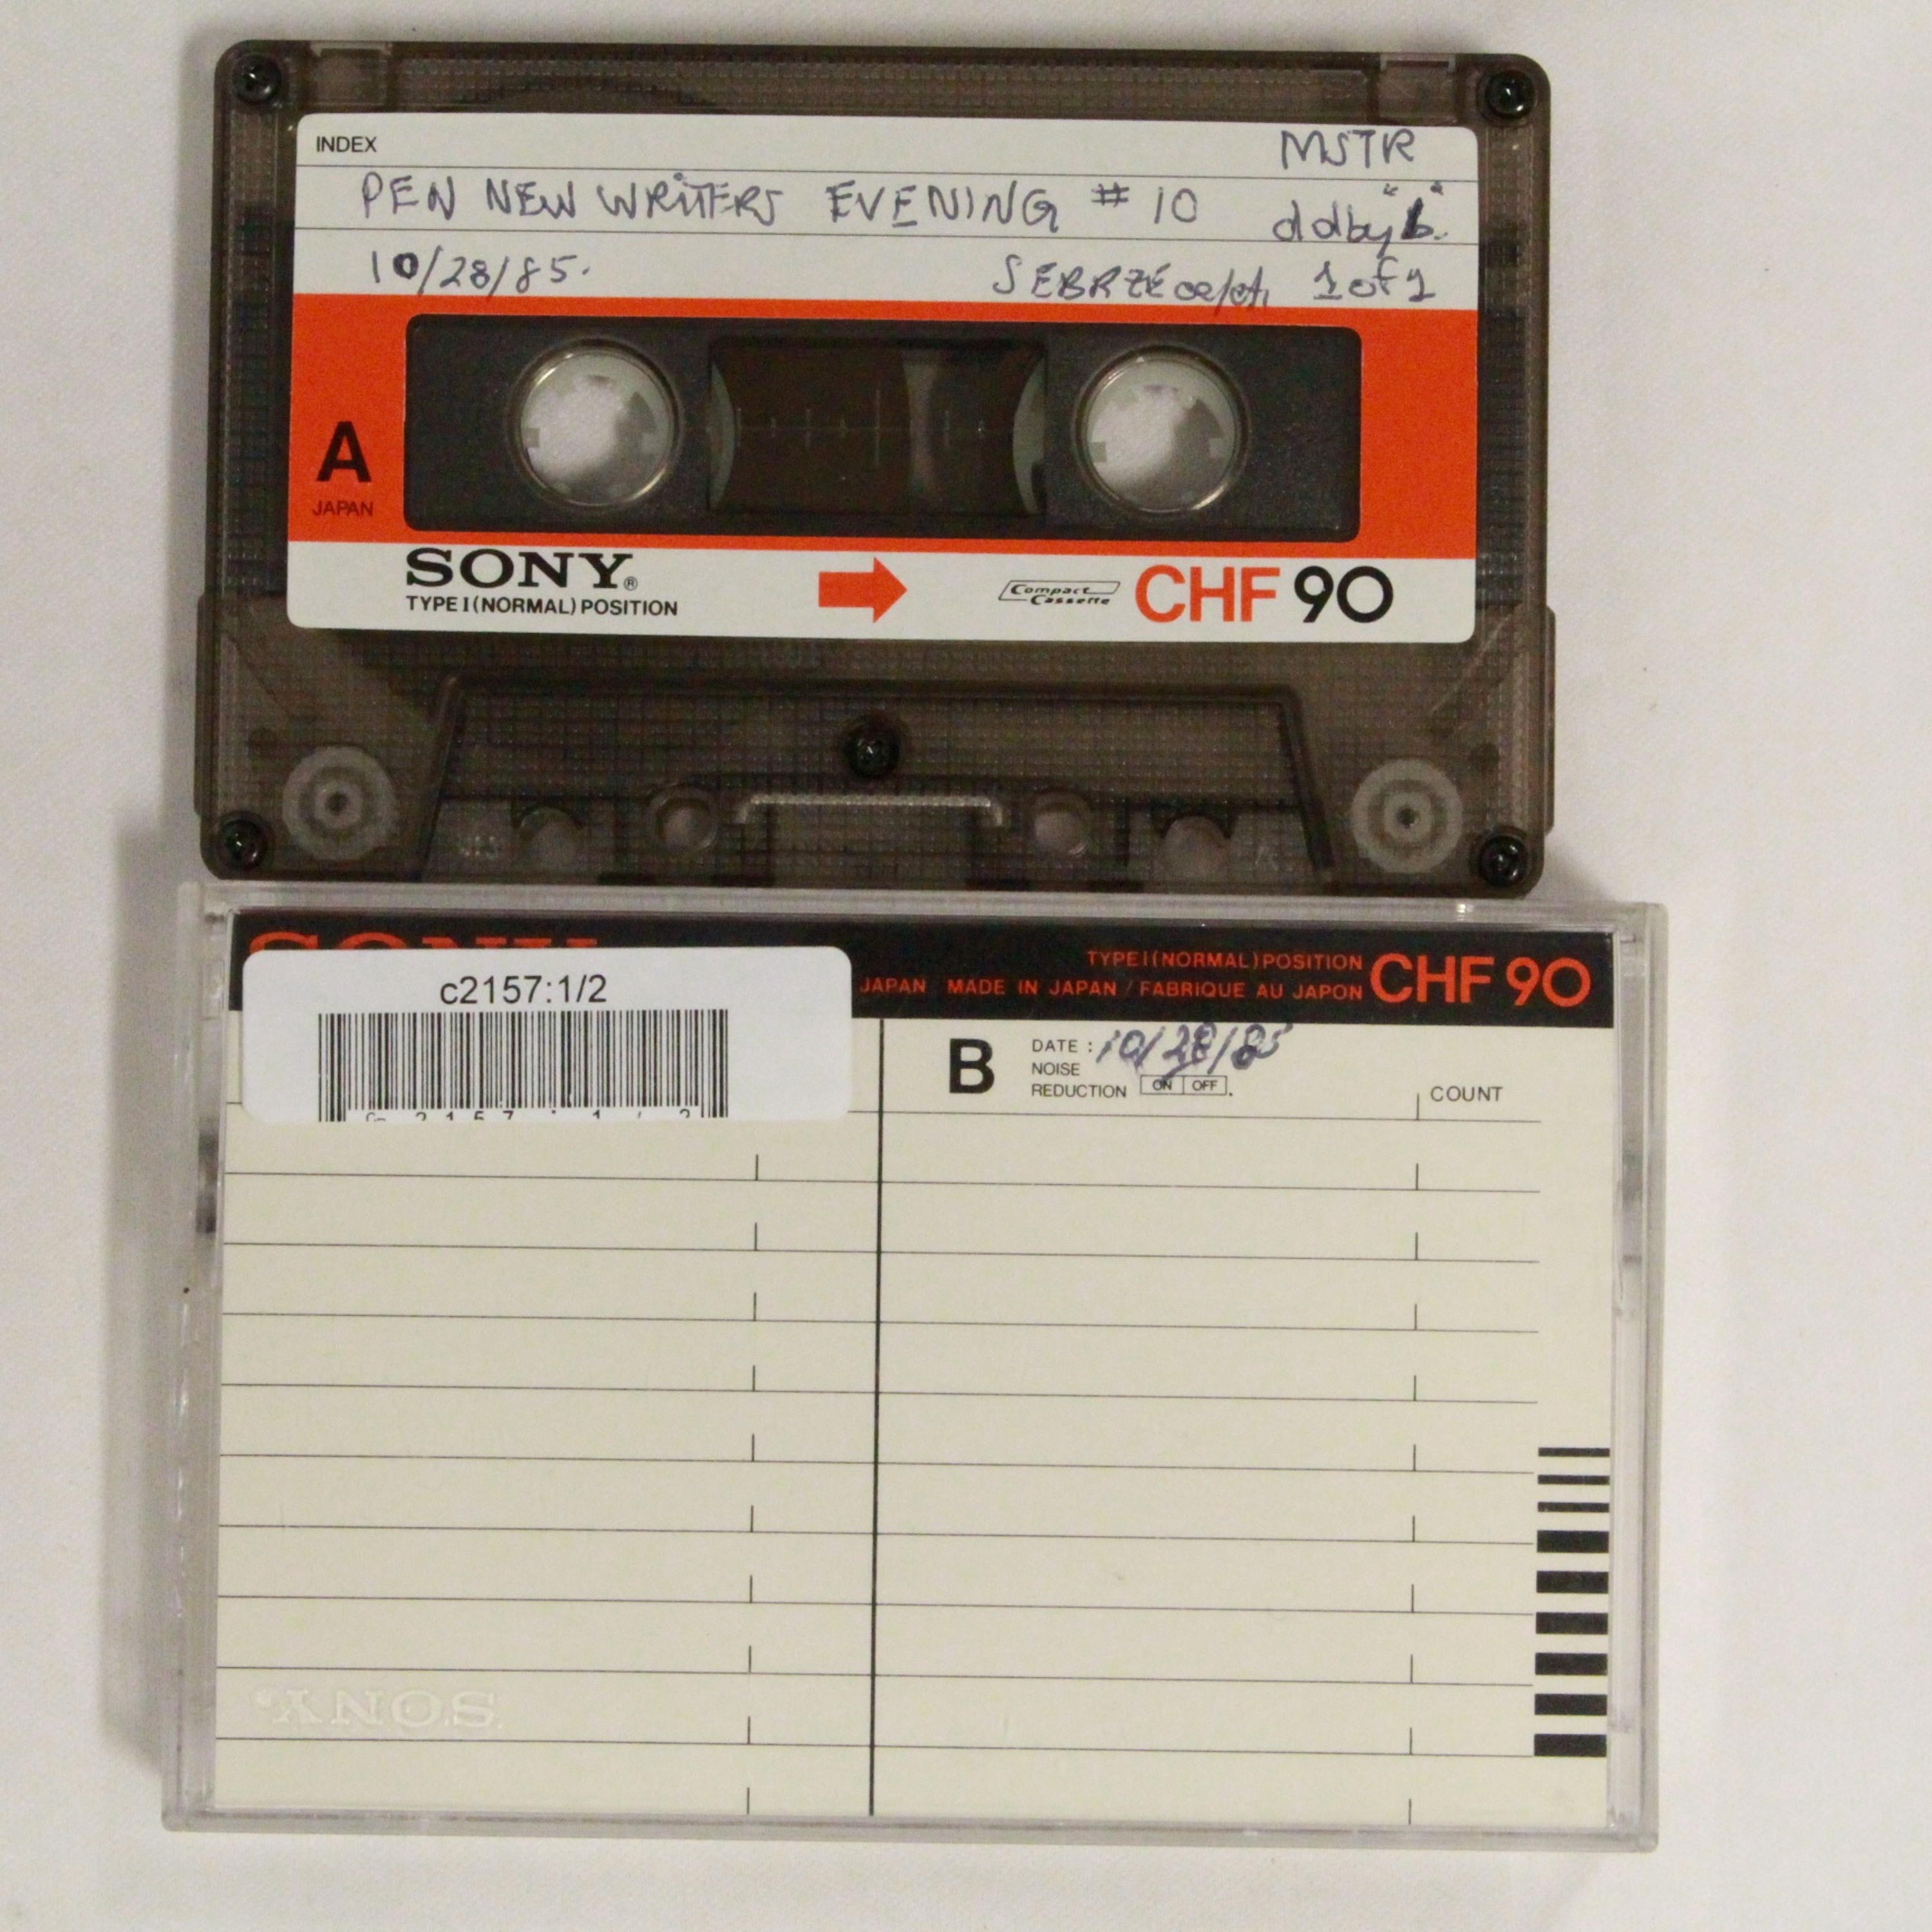 INDEX MSTR
PEN NEW WRITERS EVENING # 10
ddby "b".
10/28/85. 1 of 1
A
JAPAN
SONY®
TYPE I (NORMAL) POSITION
Compact Cassette
CHF 90
SONY
TYPE I (NORMAL) POSITION CHF 90
JAPAN MADE IN JAPAN / FABRIQUE AU JAPON
c2157:1/2
B DATE : 10/28/85
NOISE
REDUCTION ON OFF.
COUNT
SONY